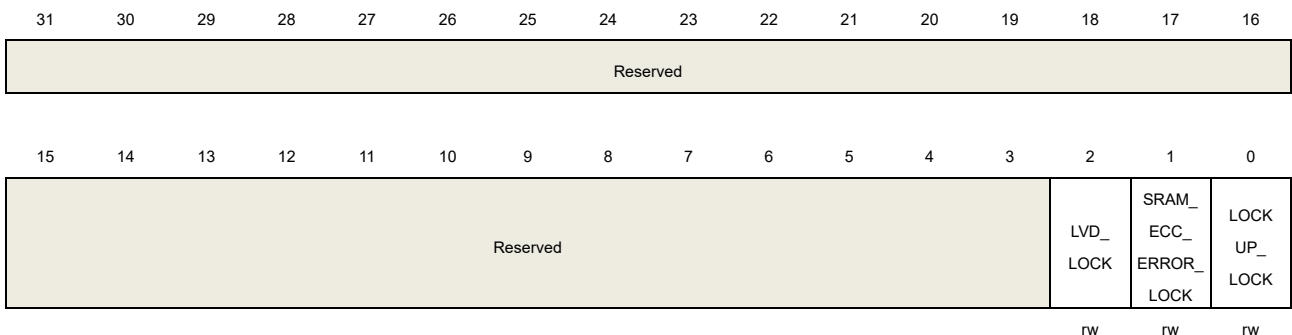 31 30 29 28 27 26 25 24 23 22 21 20 19 18 17 16
Reserved
15 14 13 12 11 10 9 8 7 6 5 4 3 2 1 0
Reserved
LVD_
LOCK
SRAM_
ECC_
ERROR_
LOCK
LOCK
UP_
LOCK
rw rw rw